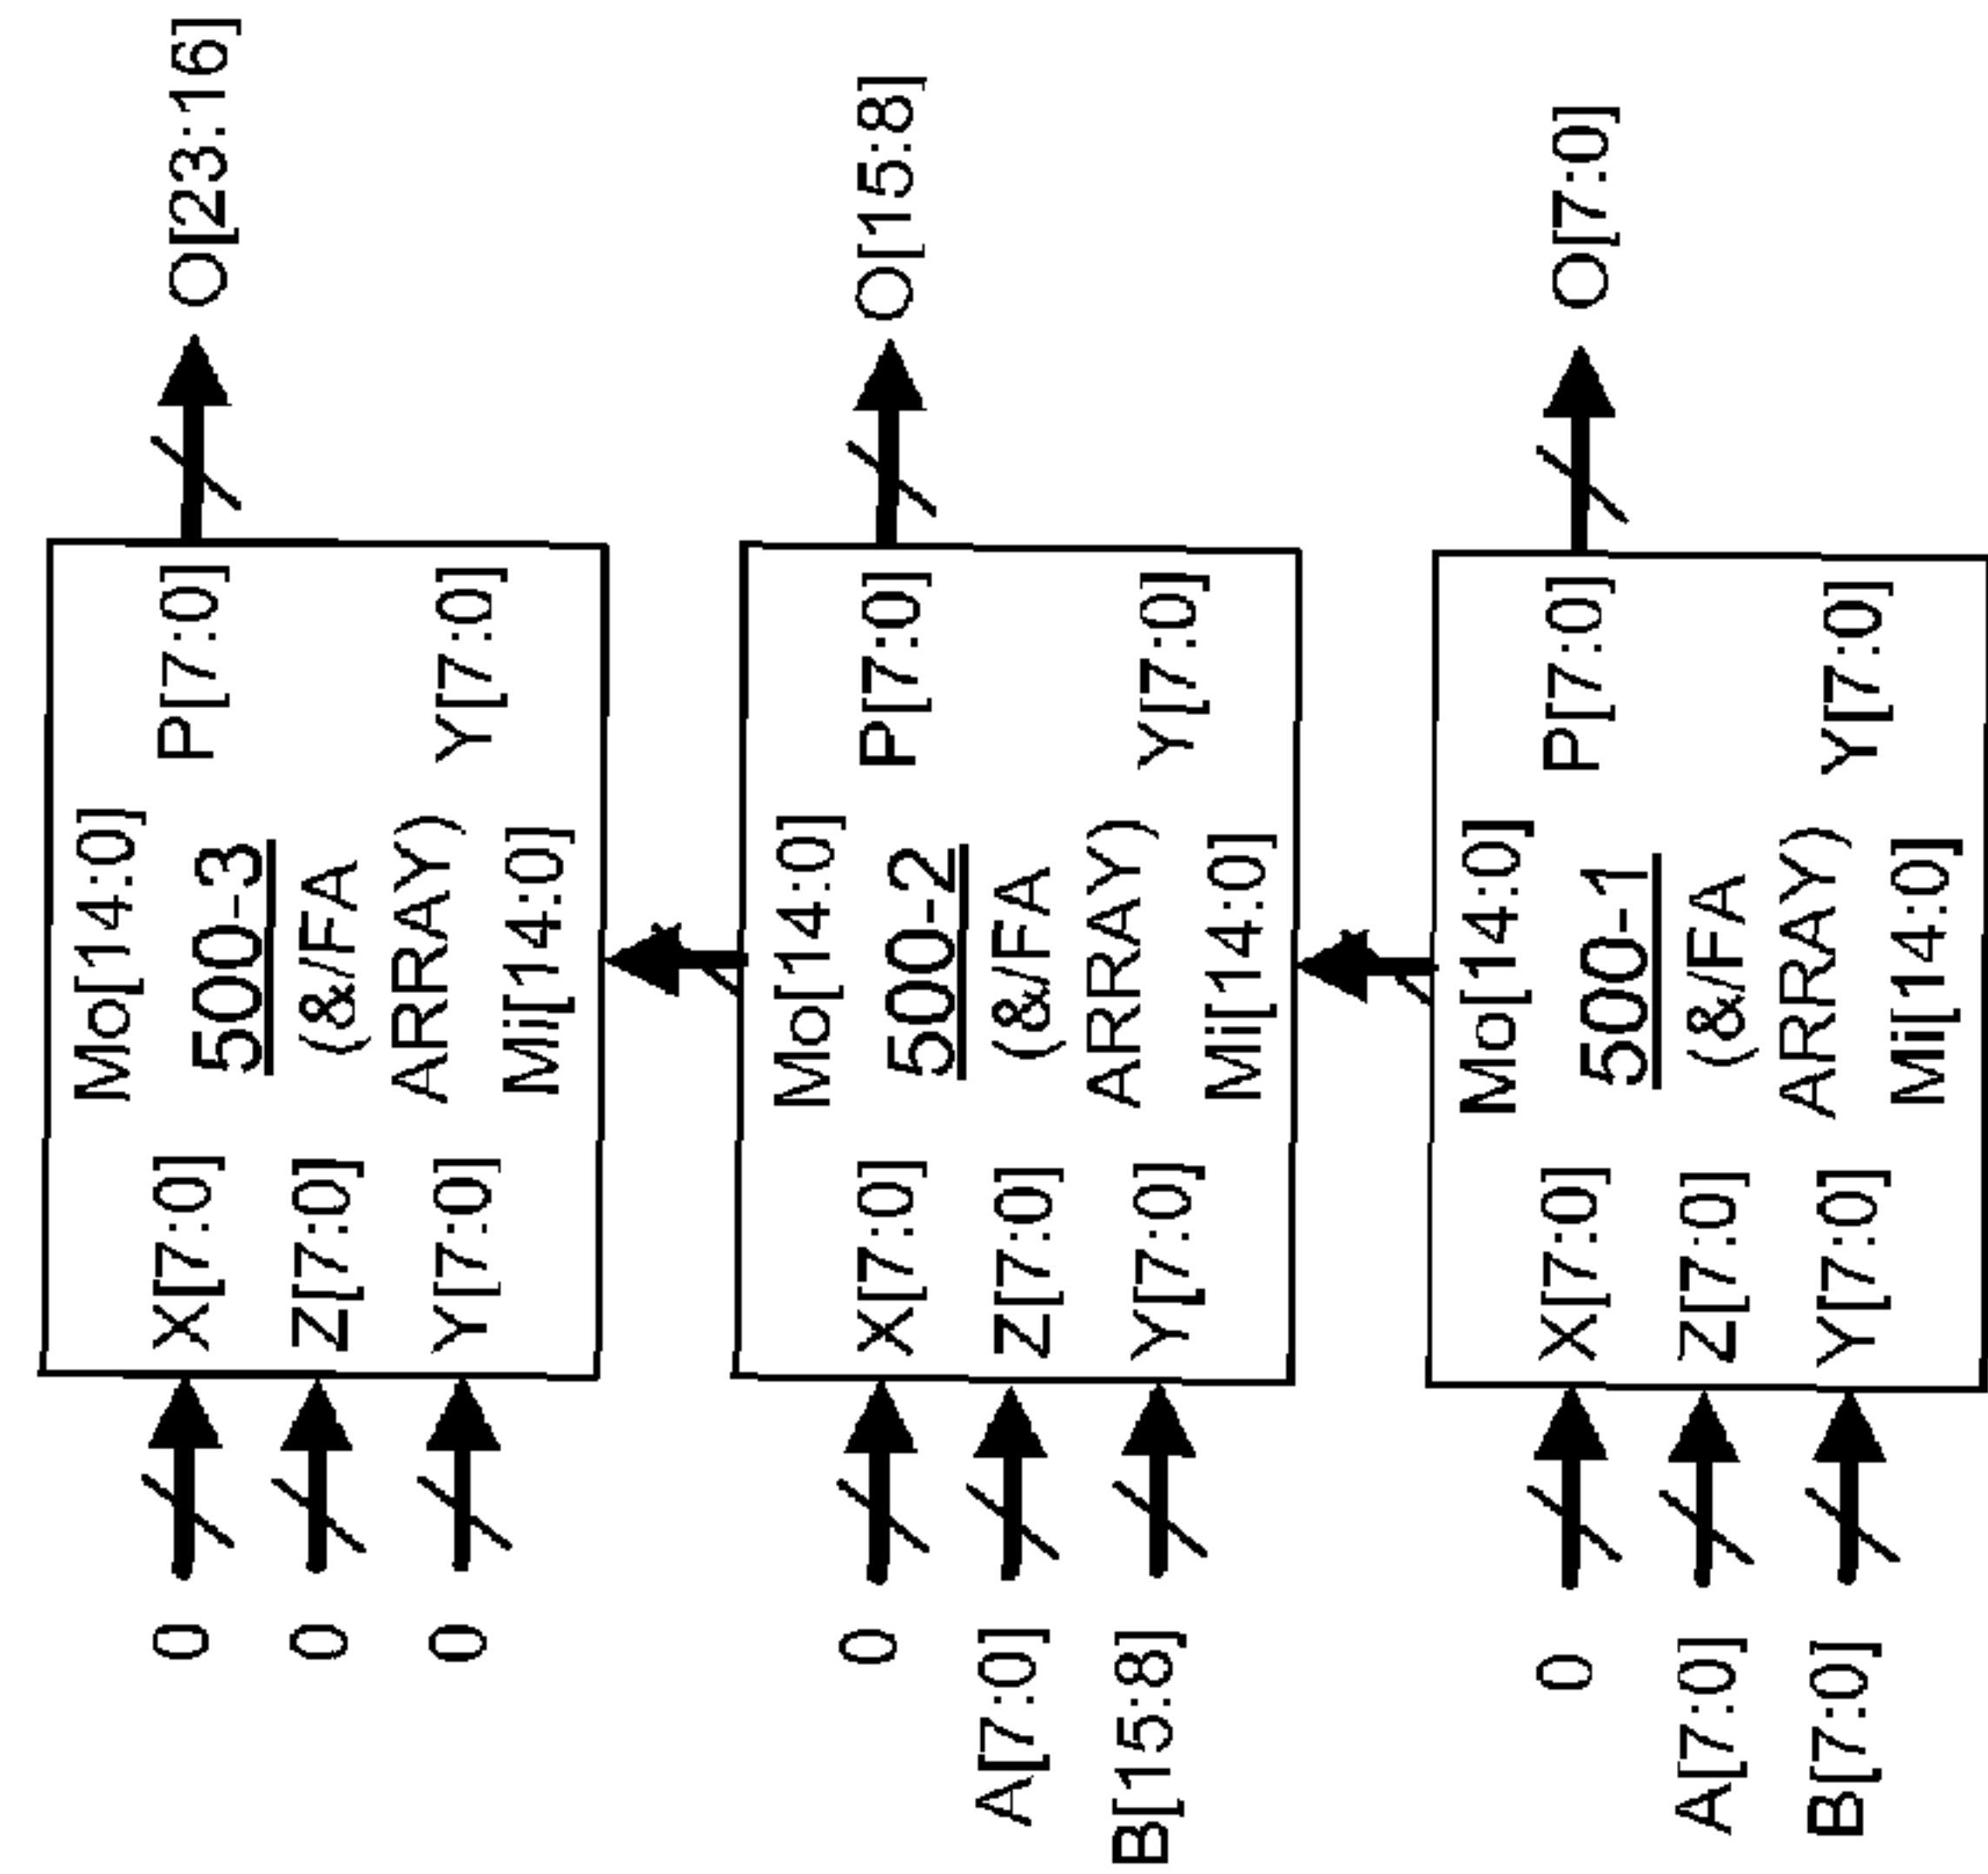 Mo[14:0]
0 X[7:0] 500-3 P[7:0] O[23:16]
0 Z[7:0] (&/FA
0 Y[7:0] ARRAY) Y[7:0]
Mi[14:0]
Mo[14:0]
0 X[7:0] 500-2 P[7:0] O[15:8]
A[7:0] Z[7:0] (&/FA
B[15:8] Y[7:0] ARRAY) Y[7:0]
Mi[14:0]
Mo[14:0]
0 X[7:0] 500-1 P[7:0] O[7:0]
A[7:0] Z[7:0] (&/FA
B[7:0] Y[7:0] ARRAY) Y[7:0]
Mi[14:0]